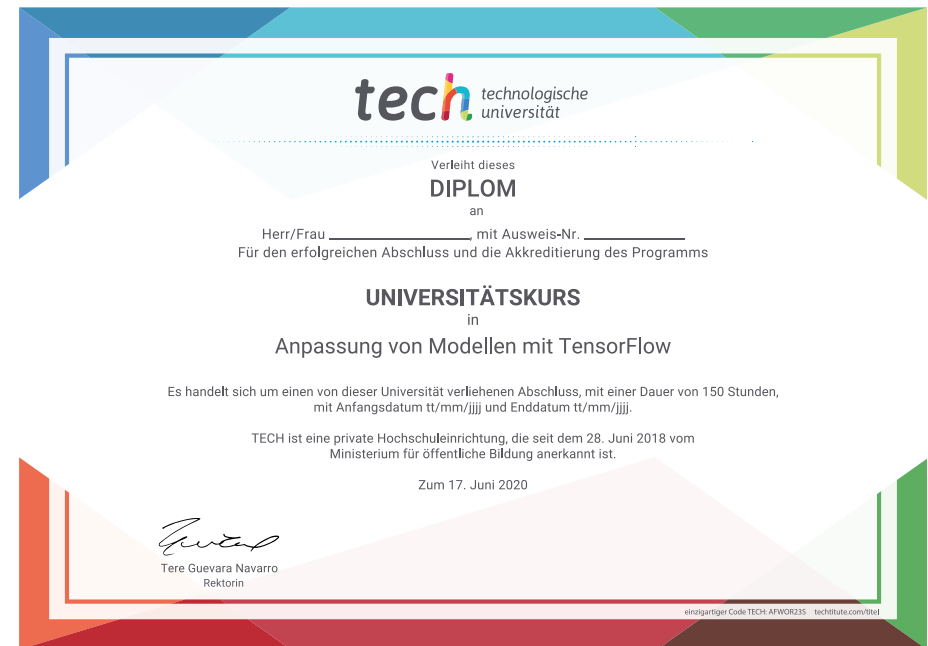 tech technologische
universität
Verleiht dieses
DIPLOM
an
Herr/Frau ____________, mit Ausweis-Nr. ____________
Für den erfolgreichen Abschluss und die Akkreditierung des Programms
UNIVERSITÄTSKURS
in
Anpassung von Modellen mit TensorFlow
Es handelt sich um einen von dieser Universität verliehenen Abschluss, mit einer Dauer von 150 Stunden,
mit Anfangsdatum tt/mm/jjjj und Enddatum tt/mm/jjjj.
TECH ist eine private Hochschuleinrichtung, die seit dem 28. Juni 2018 vom
Ministerium für öffentliche Bildung anerkannt ist.
Zum 17. Juni 2020
Tere Guevara Navarro
Rektorin
einzigartiger Code TECH: AFWOR23S techtitute.com/titel